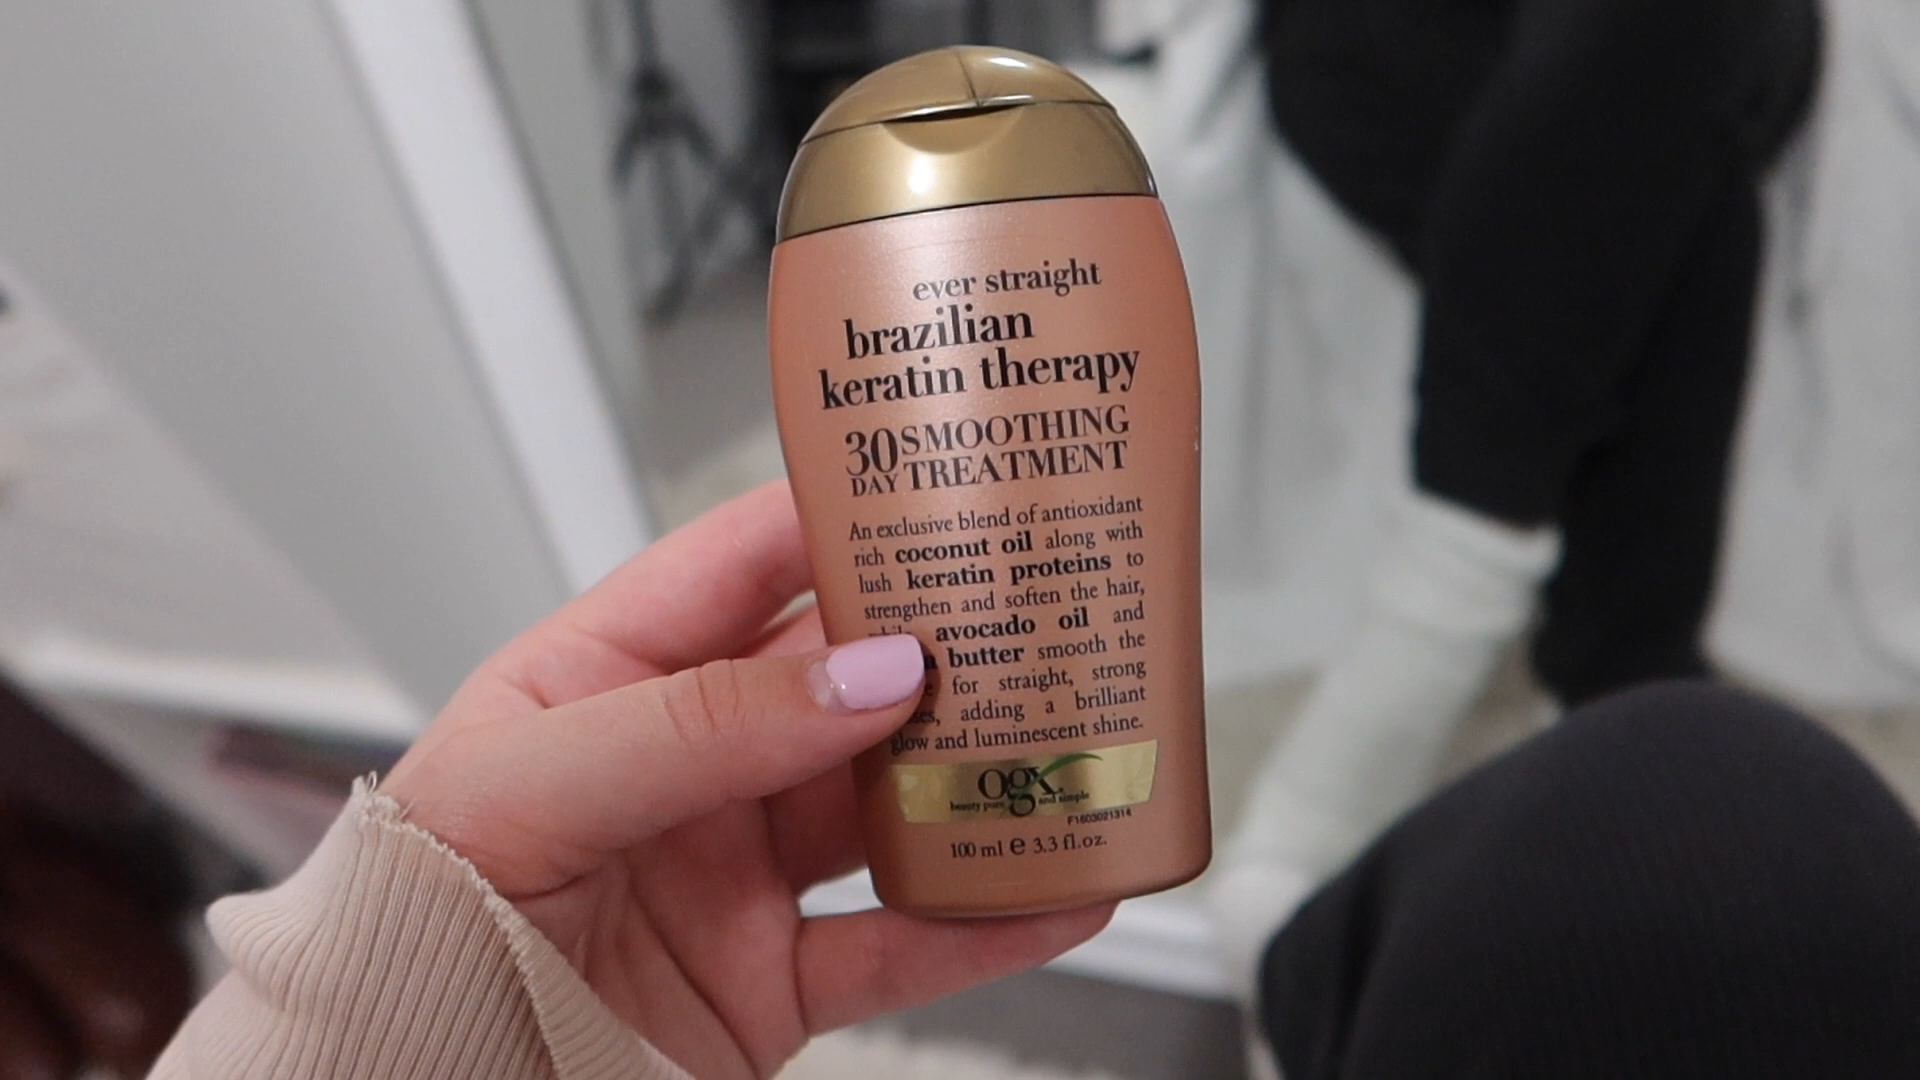 ever straight
brazilian
keratin therapy
30 SMOOTHING
DAY TREATMENT
An exclusive blend of antioxidant
rich coconut oil along with
lush keratin proteins to
strengthen and soften the hair,
avocado oil and
butter smooth the
for straight, strong
adding a brilliant
glow and luminescent shine.
ogx
beauty pure and simple
F1603021314
100 ml e 3.3 fl.oz.